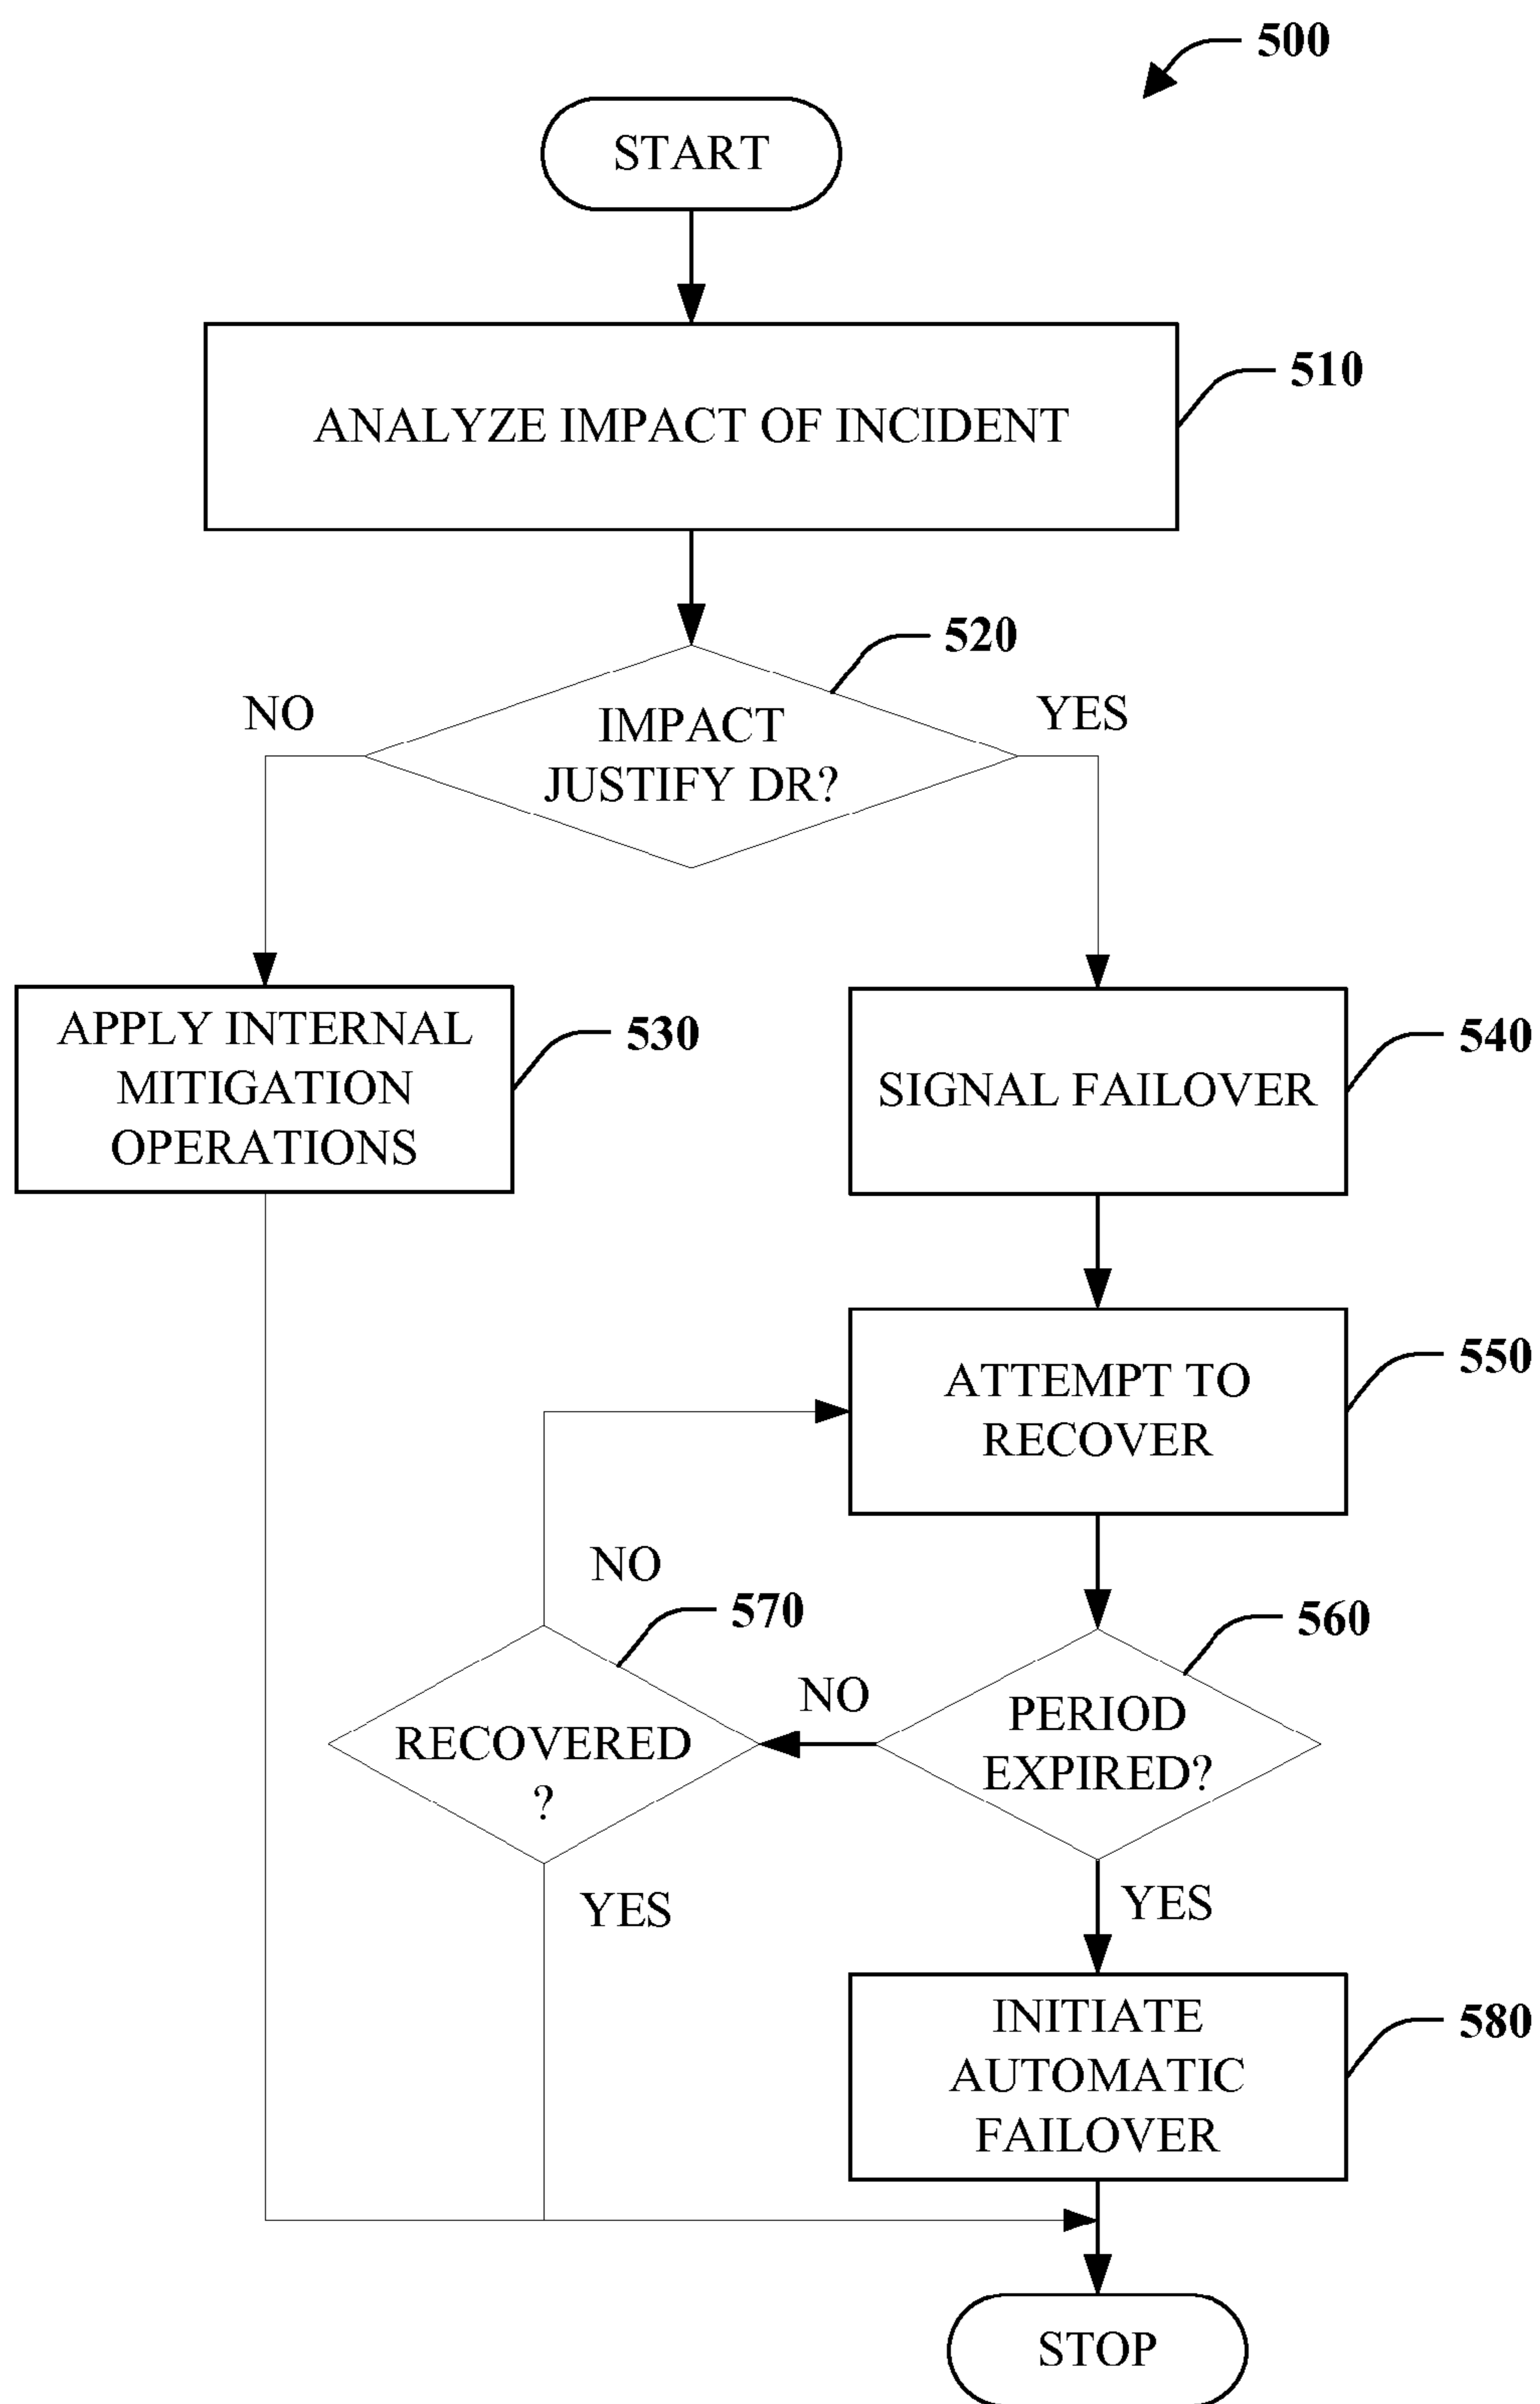 500
START
510
ANALYZE IMPACT OF INCIDENT
520
NO
YES
IMPACT
JUSTIFY DR?
APPLY INTERNAL
MITIGATION
OPERATIONS
530
SIGNAL FAILOVER
540
ATTEMPT TO
RECOVER
550
NO
570
560
NO
RECOVERED
?
PERIOD
EXPIRED?
YES
YES
INITIATE
AUTOMATIC
FAILOVER
580
STOP